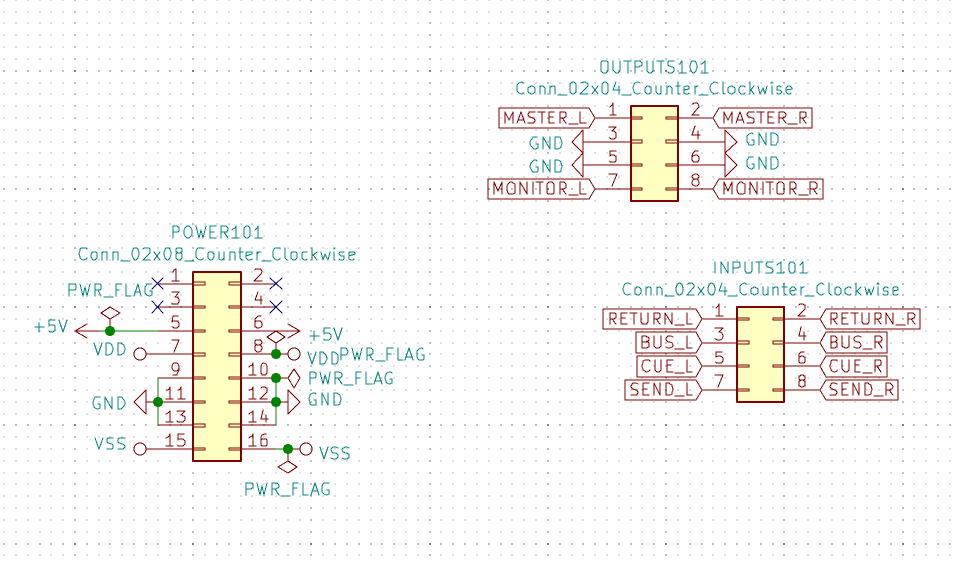 OUTPUTS101
Conn_02x04_Counter_Clockwise
MASTER_L 1 2 MASTER_R
GND 3 4 GND
GND 5 6 GND
MONITOR_L 7 8 MONITOR_R
POWER101
Conn_02x08_Counter_Clockwise
1 2
PWR_FLAG 3 4
+5V 5 6 +5V
VDD 7 8 VDD PWR_FLAG
9 10 PWR_FLAG
GND 11 12 GND
13 14
VSS 15 16 VSS
PWR_FLAG
INPUTS101
Conn_02x04_Counter_Clockwise
RETURN_L 1 2 RETURN_R
BUS_L 3 4 BUS_R
CUE_L 5 6 CUE_R
SEND_L 7 8 SEND_R